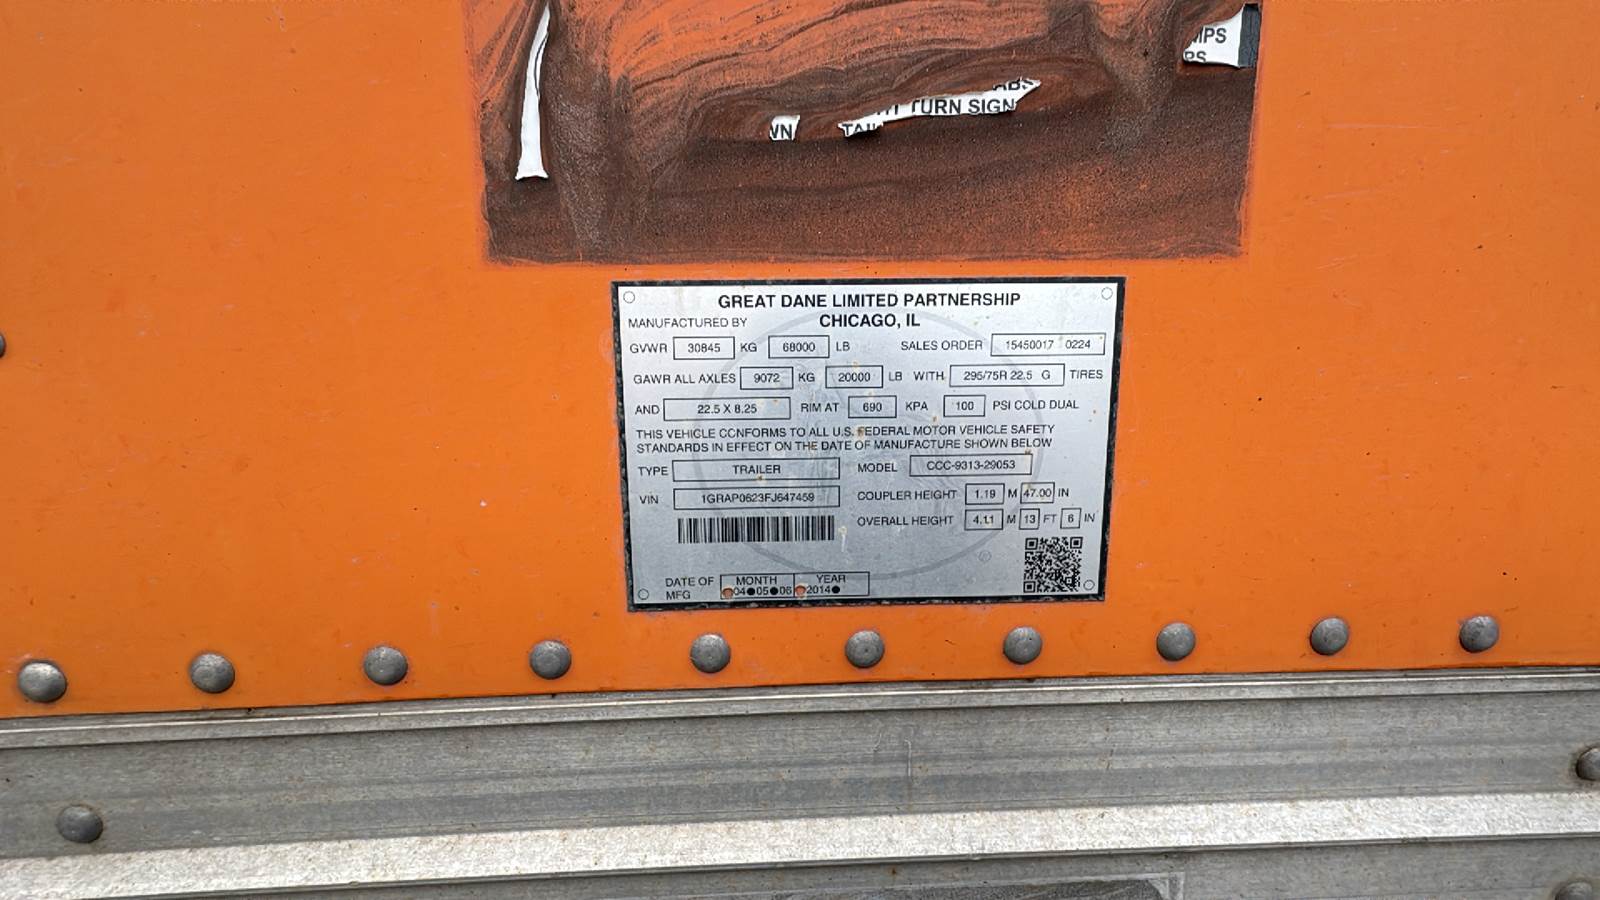 MPS
TURN SIGN
GREAT DANE LIMITED PARTNERSHIP
MANUFACTURED BY CHICAGO, IL
GVWR 30845 KG 68000 LB SALES ORDER 15450017 0224
GAWR ALL AXLES 9072 KG 20000 LB WITH 295/75R 22.5 G TIRES
AND 22.5 X 8.25 RIM AT 690 KPA 100 PSI COLD DUAL
THIS VEHICLE CONFORMS TO ALL U.S. FEDERAL MOTOR VEHICLE SAFETY
STANDARDS IN EFFECT ON THE DATE OF MANUFACTURE SHOWN BELOW
TYPE TRAILER MODEL CCC-9313-29053
VIN 1GRAP0623FJ647459 COUPLER HEIGHT 1.19 M 47.00 IN
OVERALL HEIGHT 4.11 M 13 FT 6 IN
®
DATE OF MFG MONTH YEAR
04 05 06 2014